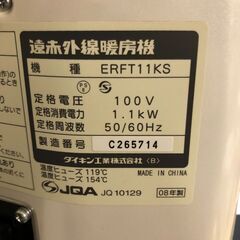 遠赤外線暖房機
機 種 ERFT11KS
定格電圧 100V
定格消費電力 1.1kW
定格周波数 50/60Hz
製造番号 C265714
ダイキン工業株式会社 (B)
温度ヒューズ 119℃ MADE IN CHINA
温度ヒューズ 154℃
JQA JQ10129 08年製